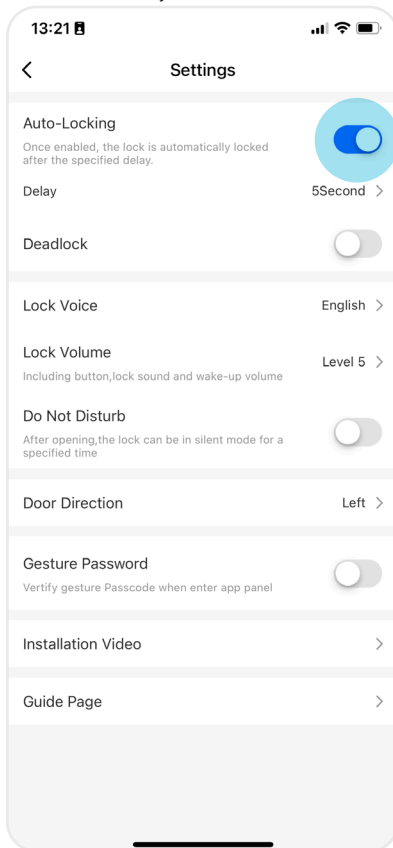 13:21
Settings
Auto-Locking
Once enabled, the lock is automatically locked
after the specified delay.
Delay
5Second
Deadlock
Lock Voice
English
Lock Volume
Including button,lock sound and wake-up volume
Level 5
Do Not Disturb
After opening,the lock can be in silent mode for a
specified time
Door Direction
Left
Gesture Password
Vertify gesture Passcode when enter app panel
Installation Video
Guide Page